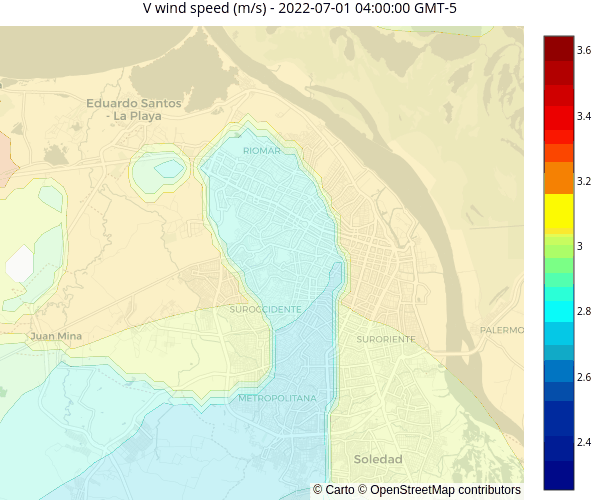 V wind speed (m/s) - 2022-07-01 04:00:00 GMT-5
3.6
Eduardo Santos
- La Playa
3.4
RIOMAR
3.2
3
SUROCCIDENTE
2.8
PALERMO
Juan Mina
SURORIENTE
2.6
METROPOLITANA
2.4
Soledad
© Carto © OpenStreetMap contributors